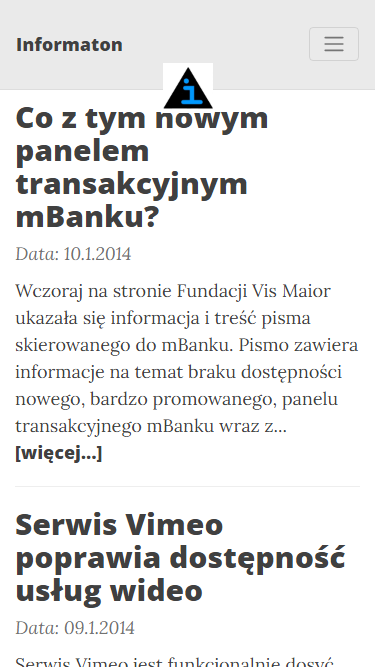 Informaton
i
Co z tym nowym
panelem
transakcyjnym
mBanku?
Data: 10.1.2014
Wczoraj na stronie Fundacji Vis Maior
ukazała się informacja i treść pisma
skierowanego do mBanku. Pismo zawiera
informacje na temat braku dostępności
nowego, bardzo promowanego, panelu
transakcyjnego mBanku wraz z...
[więcej...]
Serwis Vimeo
poprawia dostępność
usług wideo
Data: 09.1.2014
Serwis Vimeo jest funkcjonalnie dosyć